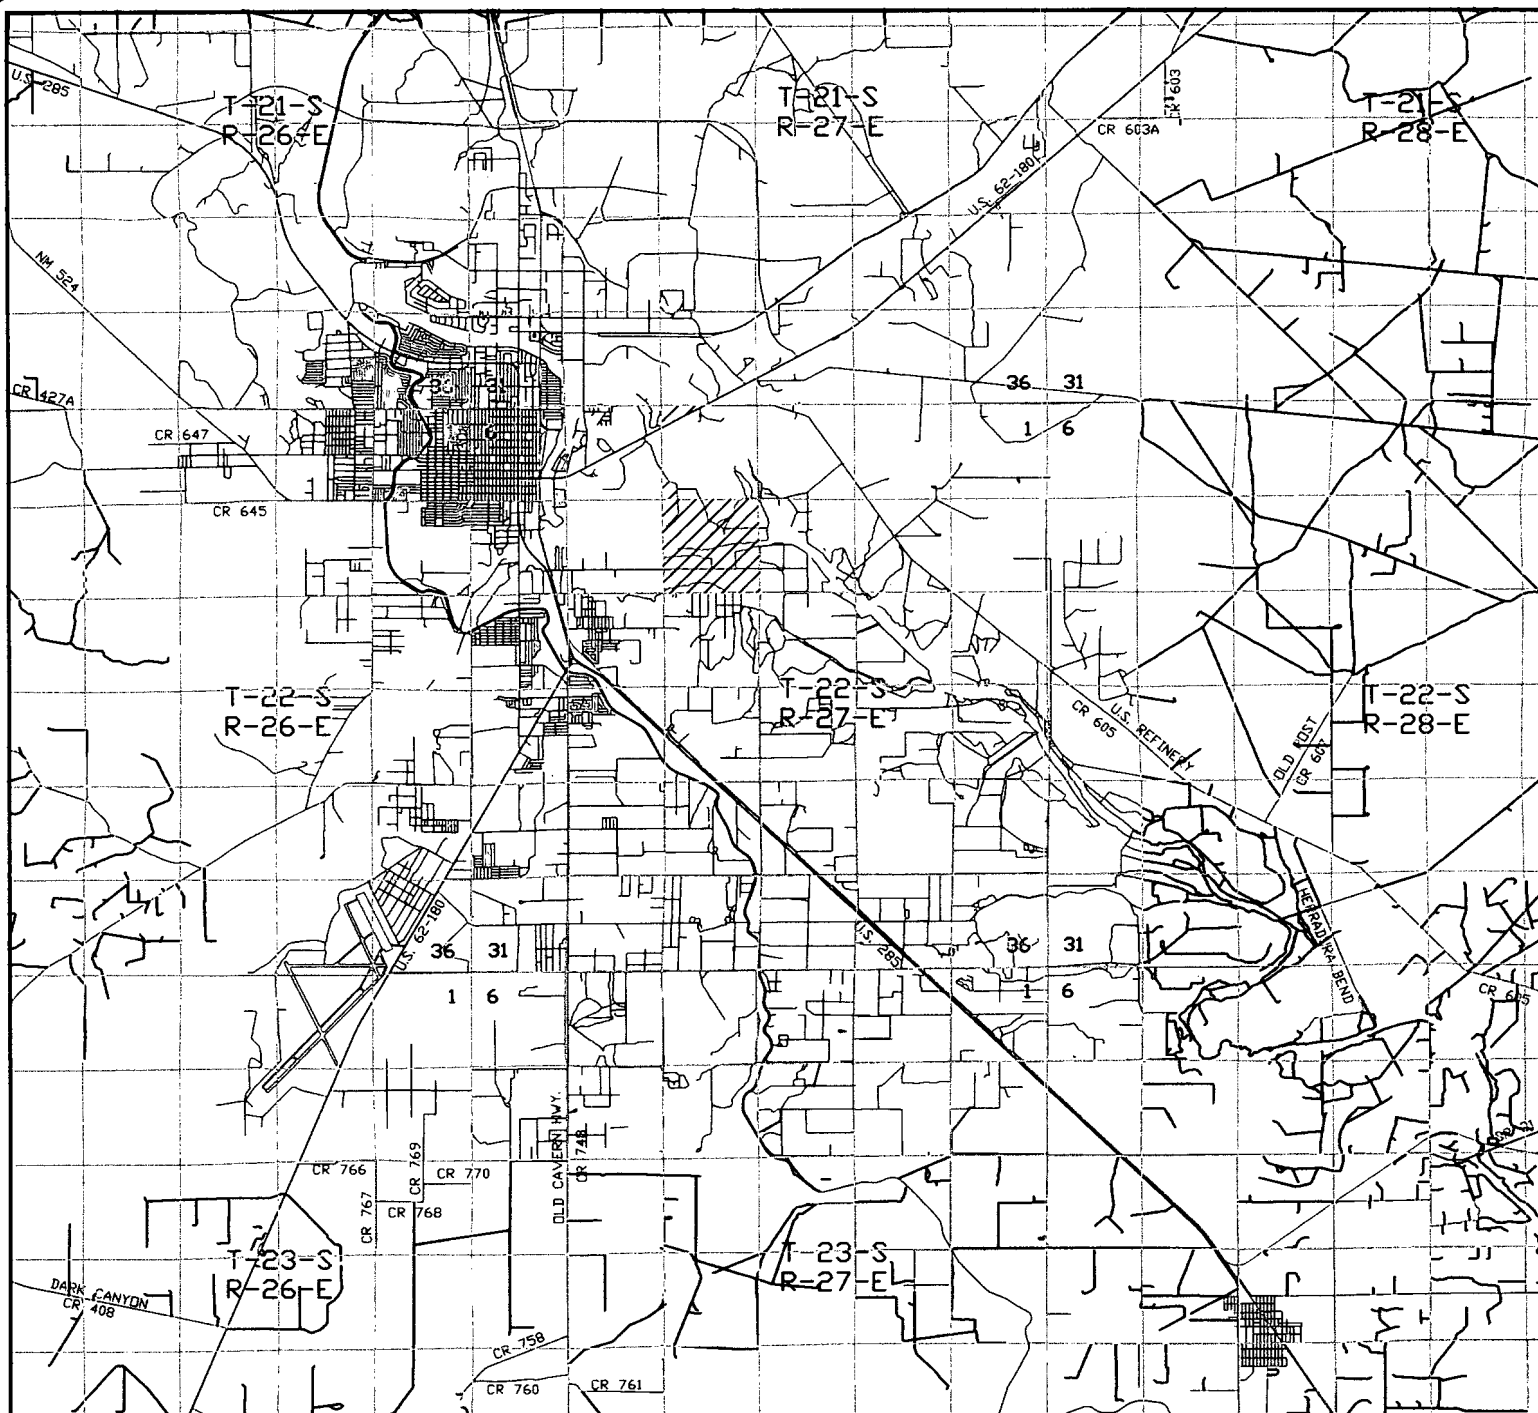 U.S. 285
T-21-S
R-26-E
T-21-S
R-27-E
CR 603
CR 603A
T-21-S
R-28-E
U.S. 62-180
NM 524
CR 427A
36 31
6
36 31
1 6
CR 647
CR 645
T-22-S
R-26-E
T-22-S
R-27-E
T-22-S
R-28-E
CR 605
U.S. REFINERY
OLD POST
CR 607
U.S. 62-180
36 31
1 6
U.S. 285
36 31
1 6
BEND
CR 605
OLD CAVERN HWY.
CR 748
CR 766
CR 769
CR 770
CR 767
CR 768
T-23-S
R-26-E
T-23-S
R-27-E
DARK CANYON
CR 408
CR 758
CR 760
CR 761